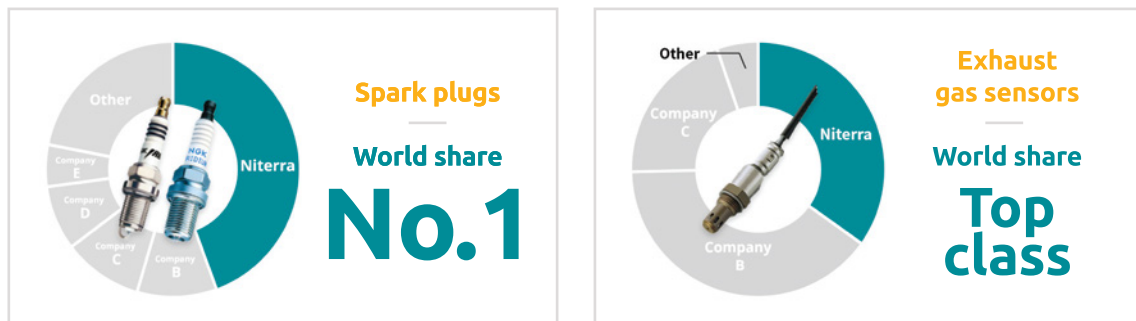 Other
Company
E
Company
D
Company
C
Company
B
Niterra
NGK
Spark plugs
World share
No.1
Other
Company
C
Company
B
Niterra
Exhaust
gas sensors
World share
Top
class